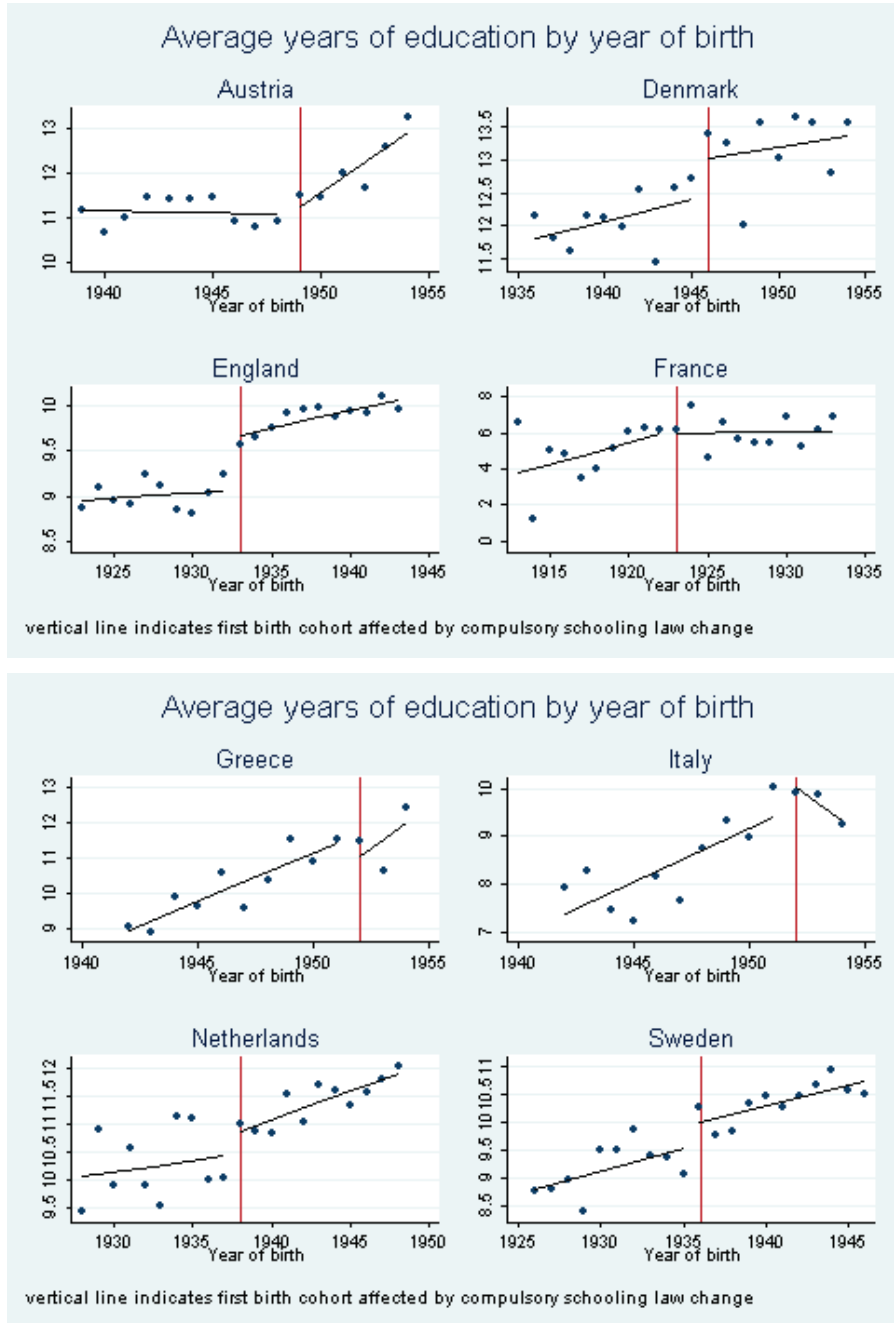 Average years of education by year of birth
Austria
Denmark
10 11 12 13
1940 1945 1950 1955
Year of birth
11.5 12 12.5 13 13.5
1935 1940 1945 1950 1955
Year of birth
England
France
8.5 9 9.5 10
1925 1930 1935 1940 1945
Year of birth
0 2 4 6 8
1915 1920 1925 1930 1935
Year of birth
vertical line indicates first birth cohort affected by compulsory schooling law change
Average years of education by year of birth
Greece
Italy
9 10 11 12 13
1940 1945 1950 1955
Year of birth
7 8 9 10
1940 1945 1950 1955
Year of birth
Netherlands
Sweden
9.5 10 10.5 11 11.5 12
1930 1935 1940 1945 1950
Year of birth
8.5 9 9.5 10 10.5 11
1925 1930 1935 1940 1945
Year of birth
vertical line indicates first birth cohort affected by compulsory schooling law change